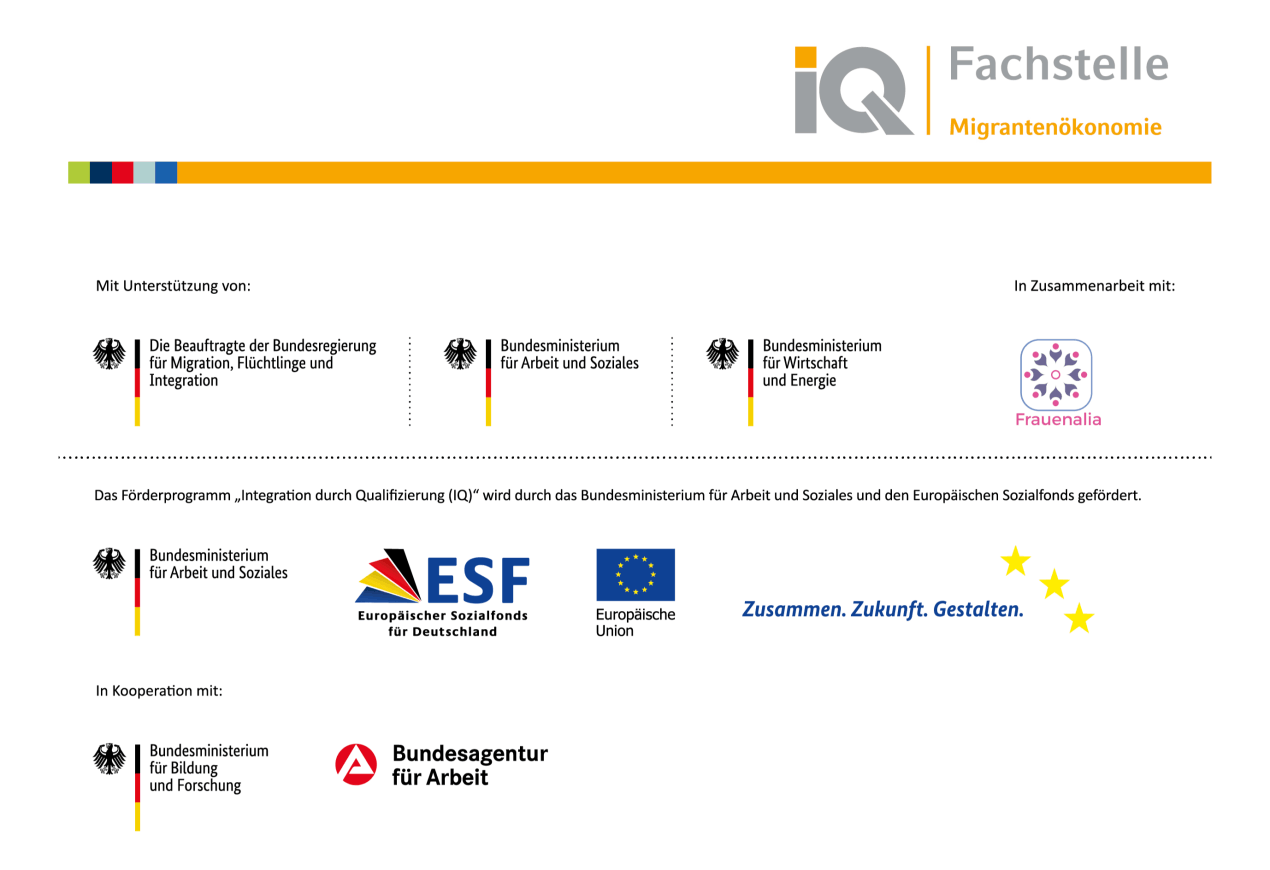 iQ
Fachstelle
Migrantenökonomie
Mit Unterstützung von:
In Zusammenarbeit mit:
Die Beauftragte der Bundesregierung
für Migration, Flüchtlinge und
Integration
Bundesministerium
für Arbeit und Soziales
Bundesministerium
für Wirtschaft
und Energie
Frauenalia
Das Förderprogramm „Integration durch Qualifizierung (IQ)“ wird durch das Bundesministerium für Arbeit und Soziales und den Europäischen Sozialfonds gefördert.
Bundesministerium
für Arbeit und Soziales
ESF
Europäischer Sozialfonds
für Deutschland
Europäische
Union
Zusammen. Zukunft. Gestalten.
In Kooperation mit:
Bundesministerium
für Bildung
und Forschung
Bundesagentur
für Arbeit